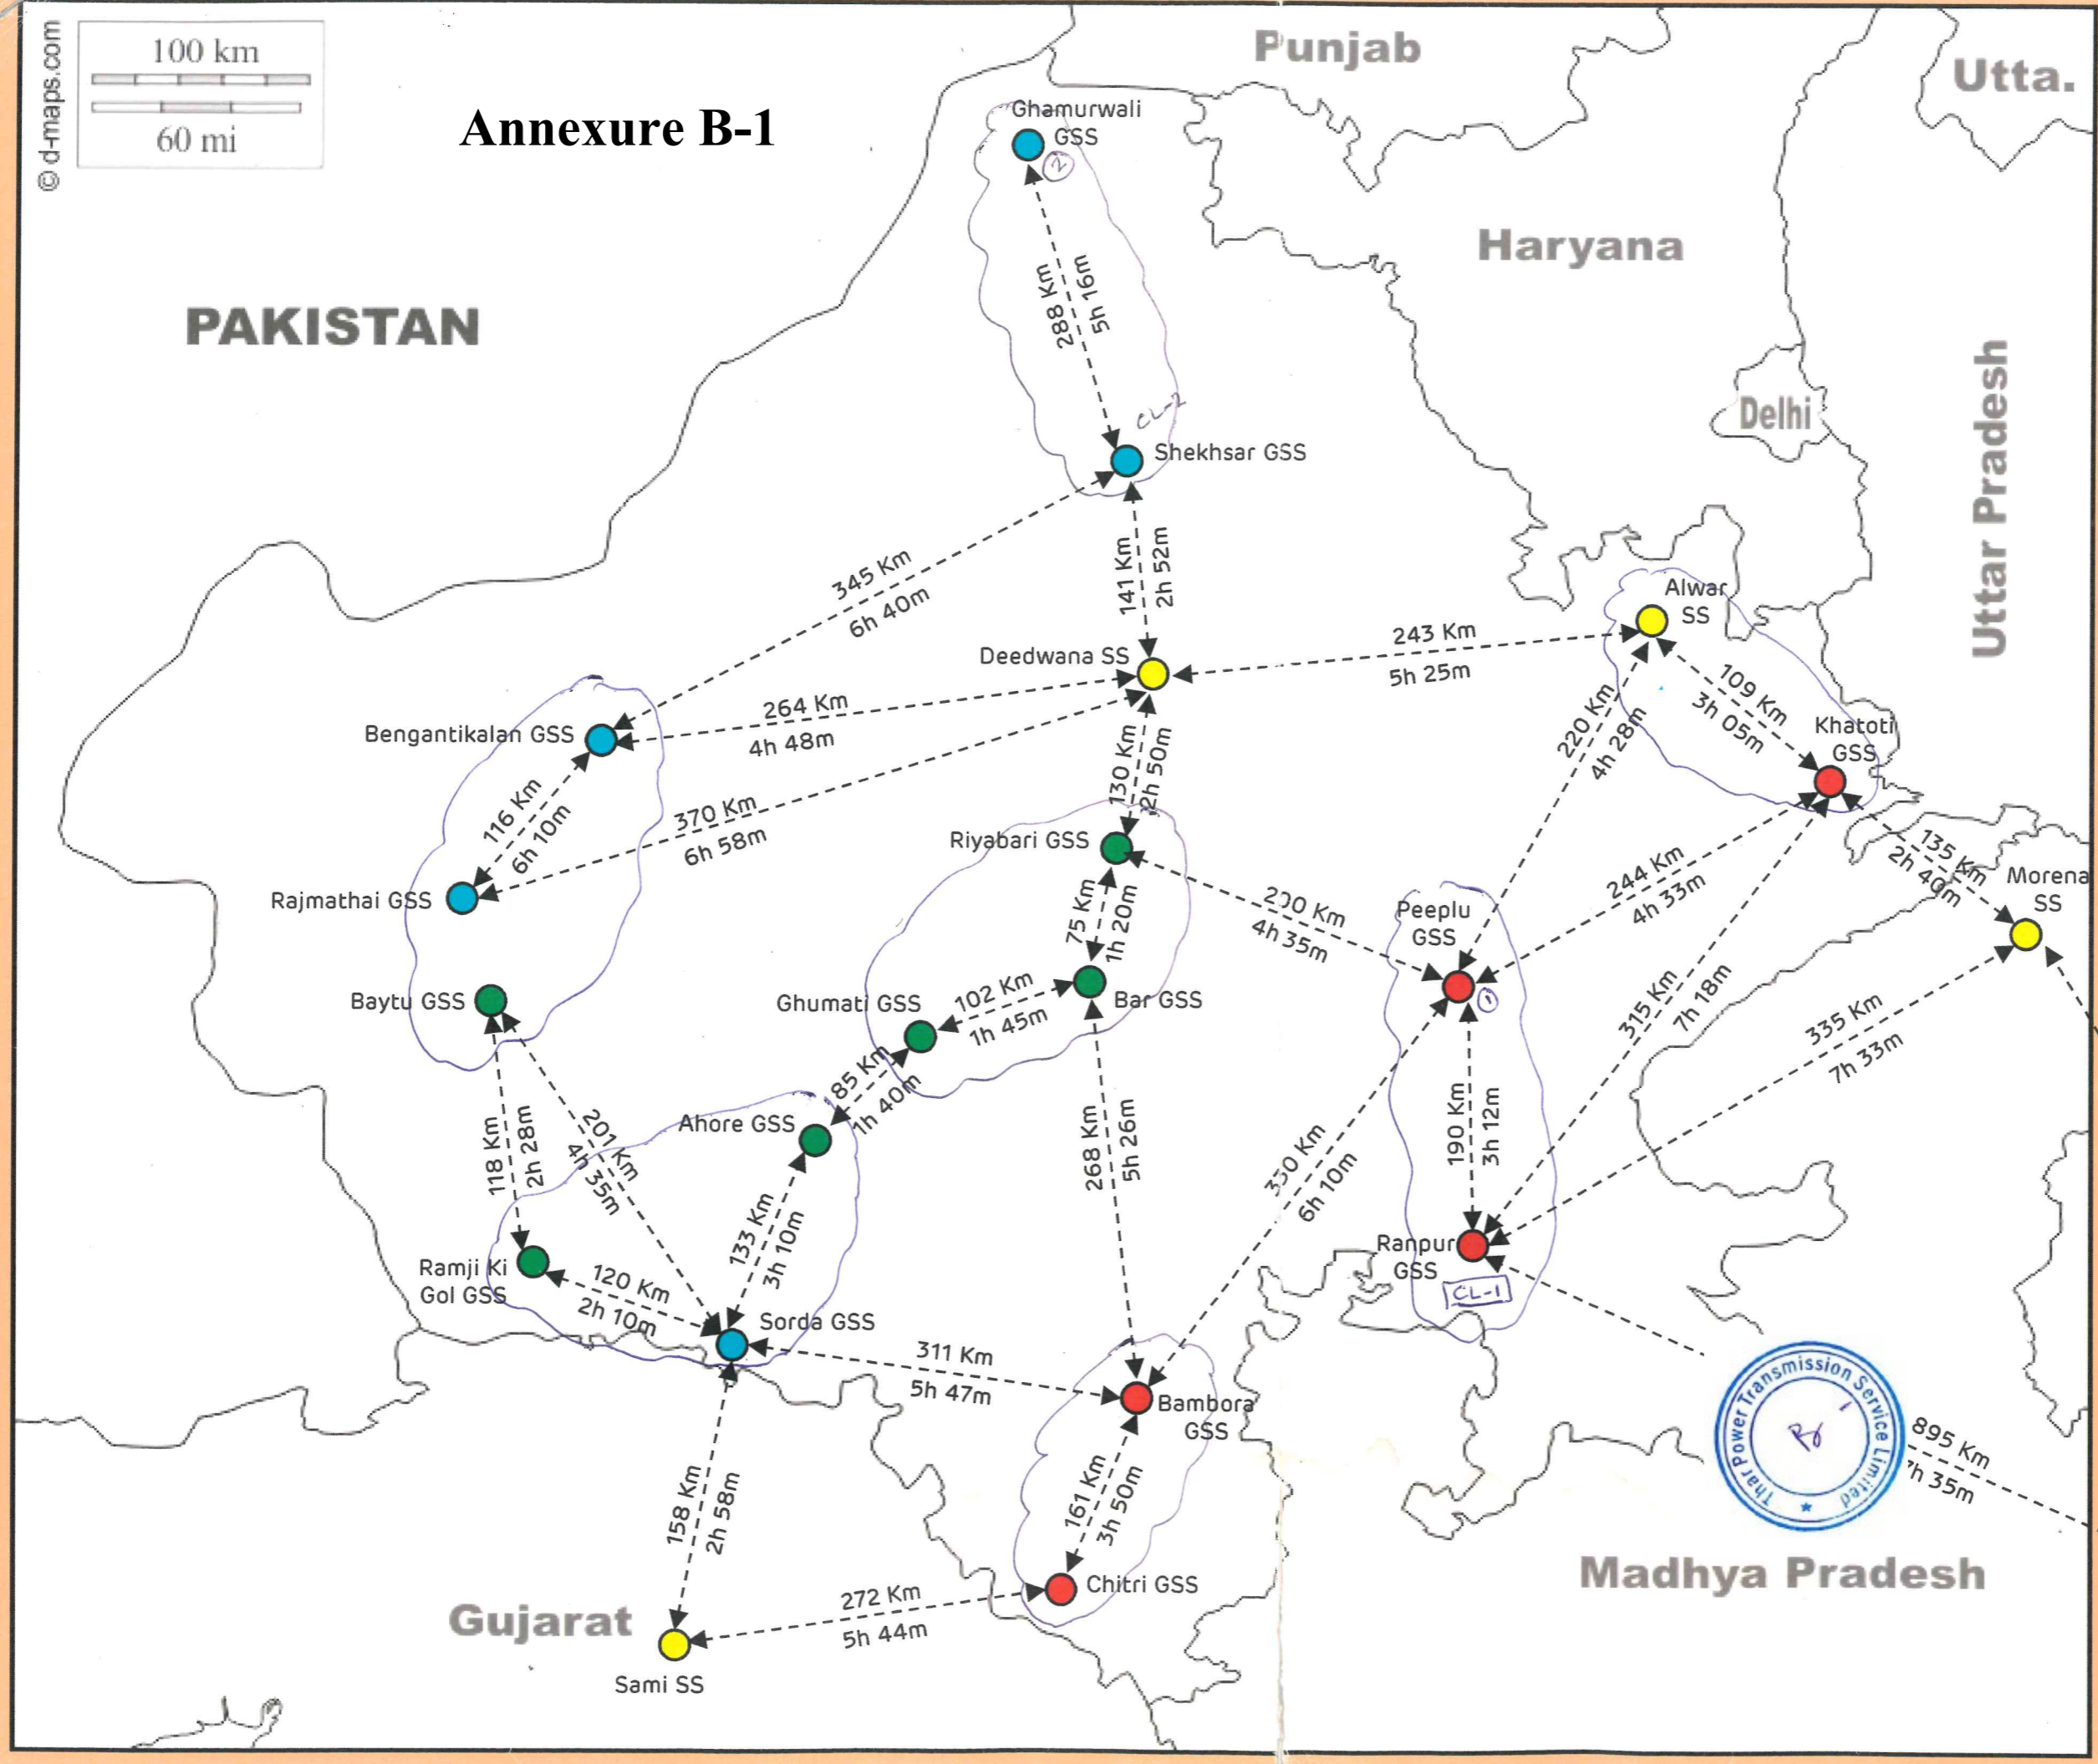 © d-maps.com
100 km
60 mi
Annexure B-1
Punjab
Utta.
Haryana
PAKISTAN
Delhi
Uttar Pradesh
Ghamurwali
GSS
2
288 Km
5h 16m
CL-2
Shekhsar GSS
345 Km
6h 40m
141 Km
2h 52m
Alwar
SS
Deedwana SS
243 Km
5h 25m
109 Km
3h 05m
Khatoti
GSS
Bengantikalan GSS
264 Km
4h 48m
220 Km
4h 28m
130 Km
2h 50m
116 Km
6h 10m
370 Km
6h 58m
Riyabari GSS
135 Km
2h 40m
Morena
SS
Rajmathai GSS
75 Km
1h 20m
4h 35m
Peeplu
GSS
1
244 Km
4h 33m
Baytu GSS
Ghumati GSS
102 Km
1h 45m
Bar GSS
315 Km
7h 18m
335 Km
7h 33m
85 Km
1h 40m
Ahore GSS
118 Km
2h 28m
201 Km
4h 35m
268 Km
5h 26m
6h 10m
190 Km
3h 12m
133 Km
3h 10m
Ramji Ki
Gol GSS
120 Km
2h 10m
Sorda GSS
Ranpur
GSS
CL-1
311 Km
5h 47m
Bambora
GSS
Thar Power Transmission Service Limited
895 Km
7h 35m
158 Km
2h 58m
161 Km
3h 50m
Chitri GSS
272 Km
5h 44m
Gujarat
Sami SS
Madhya Pradesh